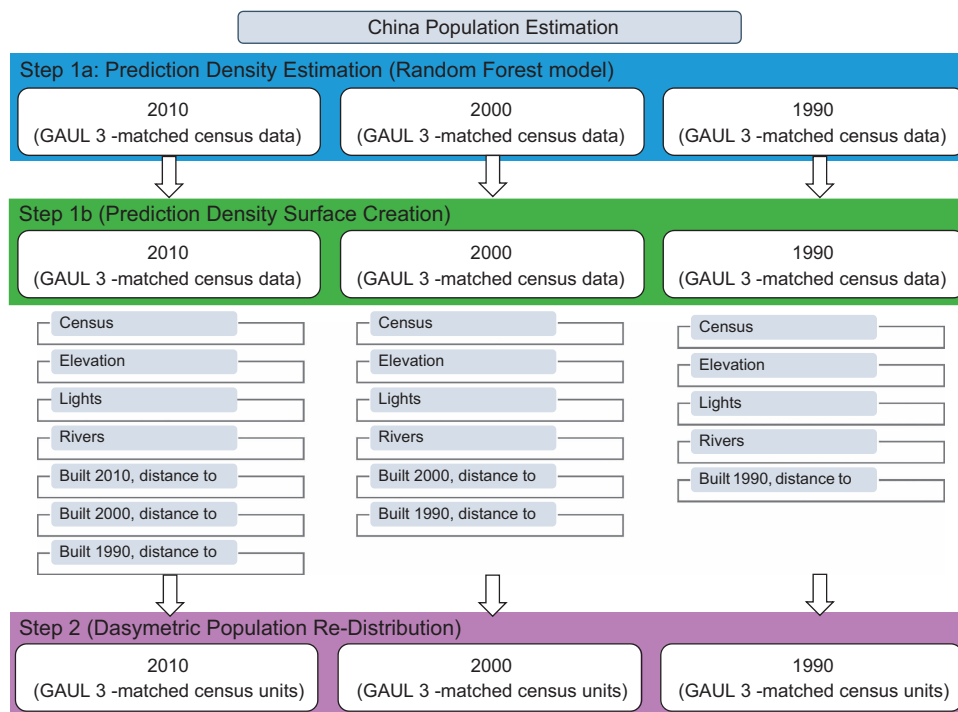 China Population Estimation
Step 1a: Prediction Density Estimation (Random Forest model)
2010
(GAUL 3 -matched census data)
2000
(GAUL 3 -matched census data)
1990
(GAUL 3 -matched census data)
Step 1b (Prediction Density Surface Creation)
2010
(GAUL 3 -matched census data)
2000
(GAUL 3 -matched census data)
1990
(GAUL 3 -matched census data)
Census
Elevation
Lights
Rivers
Built 2010, distance to
Built 2000, distance to
Built 1990, distance to
Census
Elevation
Lights
Rivers
Built 2000, distance to
Built 1990, distance to
Census
Elevation
Lights
Rivers
Built 1990, distance to
Step 2 (Dasymetric Population Re-Distribution)
2010
(GAUL 3 -matched census units)
2000
(GAUL 3 -matched census units)
1990
(GAUL 3 -matched census units)